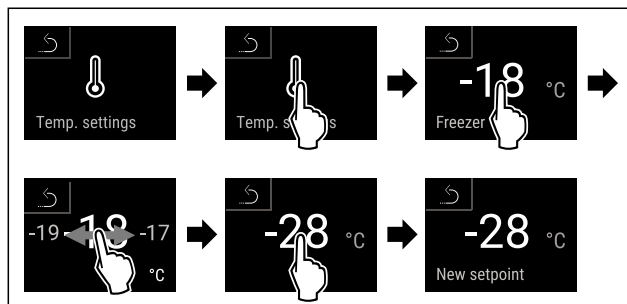 Temp. settings
Temp. s s
-18 °C
Freezer
-19 -18 -17
°C
-28 °C
-28 °C
New setpoint